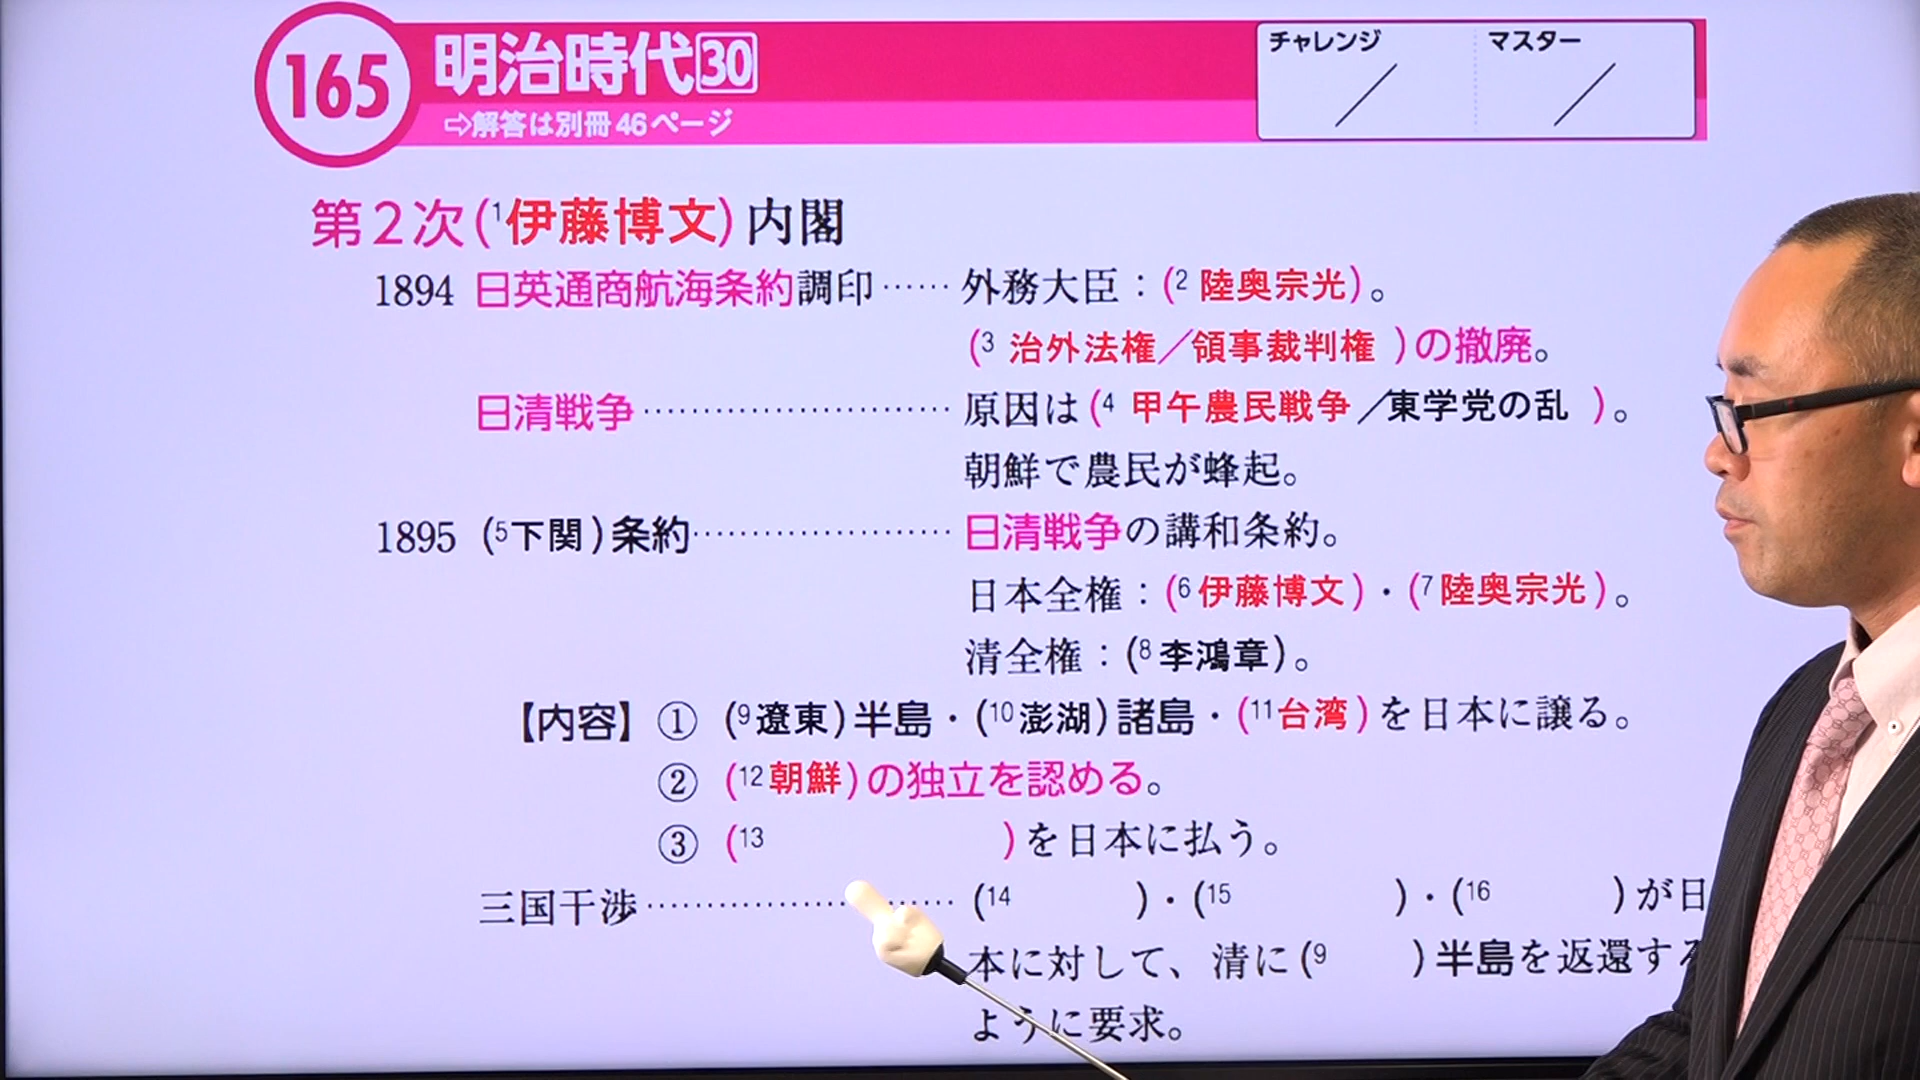 165 明治時代30
⇨解答は別冊46ページ
チャレンジ マスター
第2次(1伊藤博文)内閣
1894 日英通商航海条約調印……外務大臣：(2 陸奥宗光)。
(3 治外法権／領事裁判権 )の撤廃。
日清戦争……………………原因は(4 甲午農民戦争／東学党の乱 )。
朝鮮で農民が蜂起。
1895 (5下関)条約……………………日清戦争の講和条約。
日本全権：(6伊藤博文)・(7陸奥宗光)。
清全権：(8李鴻章)。
【内容】① (9遼東)半島・(10澎湖)諸島・(11台湾)を日本に譲る。
② (12朝鮮)の独立を認める。
③ (13 )を日本に払う。
三国干渉……………………(14 )・(15 )・(16 )が日
本に対して、清に(9 )半島を返還する
ように要求。